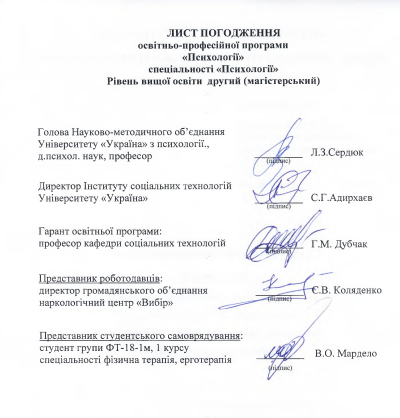 ЛИСТ ПОГОДЖЕННЯ
освітньо-професійної програми
«Психології»
спеціальності «Психології»
Рівень вищої освіти другий (магістерський)
Голова Науково-методичного об’єднання
Університету «Україна» з психології.,
д.психол. наук, професор
Л.З.Сердюк
(підпис)
Директор Інституту соціальних технологій
Університету «Україна»
С.Г.Адирхаєв
(підпис)
Гарант освітньої програми:
професор кафедри соціальних технологій
Г.М. Дубчак
(підпис)
Представник роботодавців:
директор громадянського об’єднання
наркологічний центр «Вибір»
Є.В. Коляденко
(підпис)
Представник студентського самоврядування:
студент групи ФТ-18-1м, 1 курсу
спеціальності фізична терапія, ерготерапія
В.О. Мардело
(підпис)